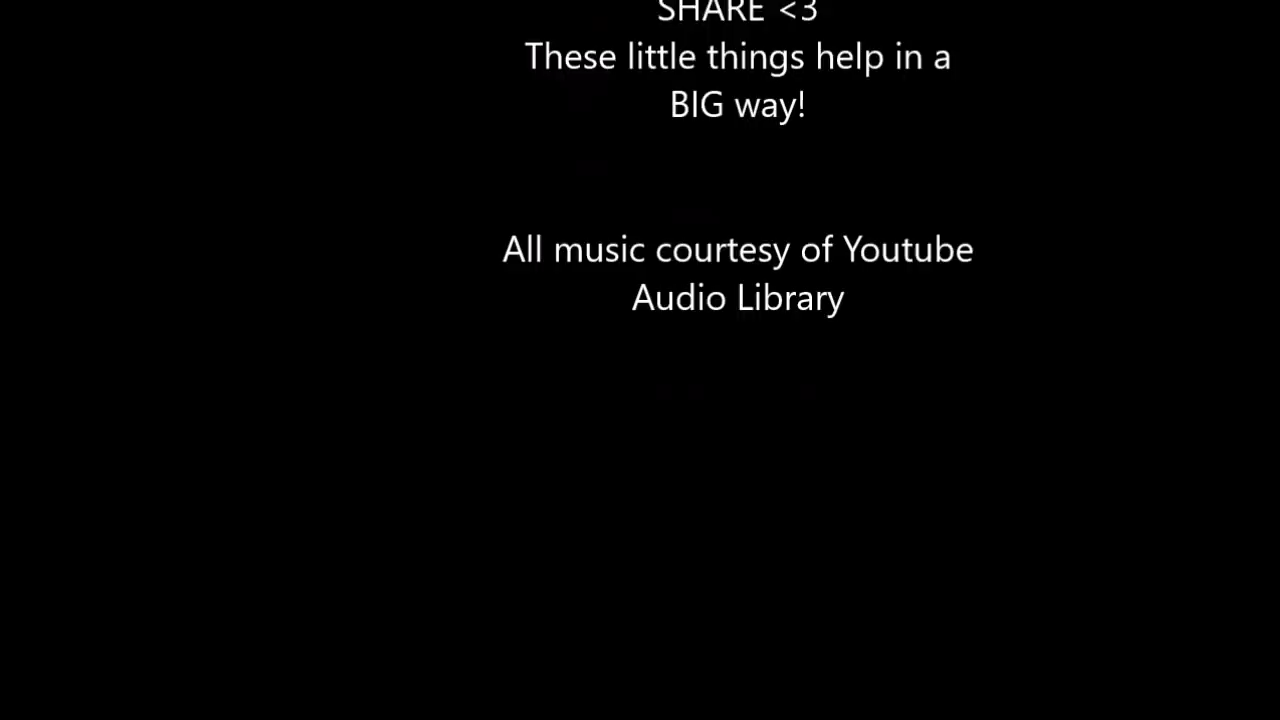 SHARE <3
These little things help in a
BIG way!
All music courtesy of Youtube
Audio Library